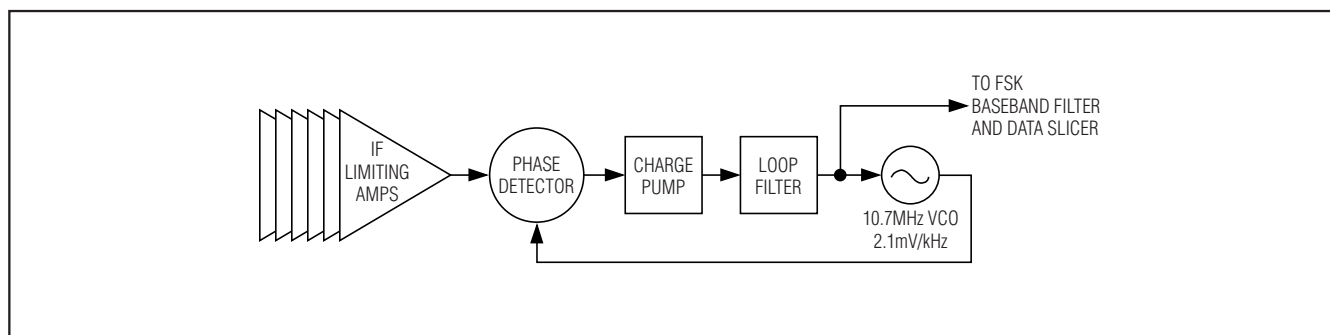 IF
LIMITING
AMPS
PHASE
DETECTOR
CHARGE
PUMP
LOOP
FILTER
TO FSK
BASEBAND FILTER
AND DATA SLICER
10.7MHz VCO
2.1mV/kHz